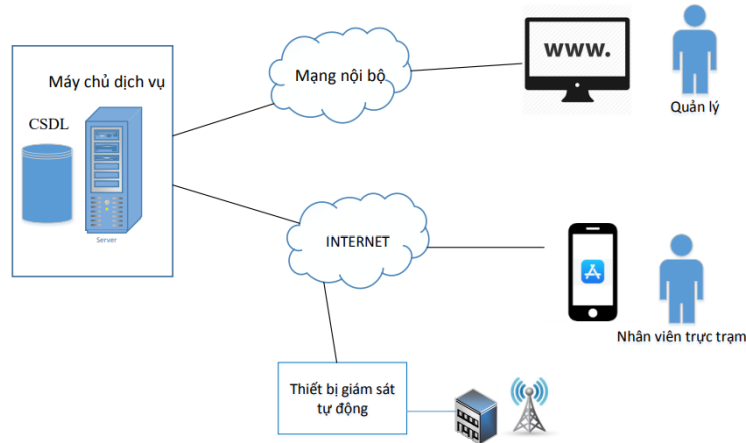 Máy chủ dịch vụ
CSDL
Server
Mạng nội bộ
www.
Quản lý
INTERNET
Nhân viên trực trạm
Thiết bị giám sát
tự động